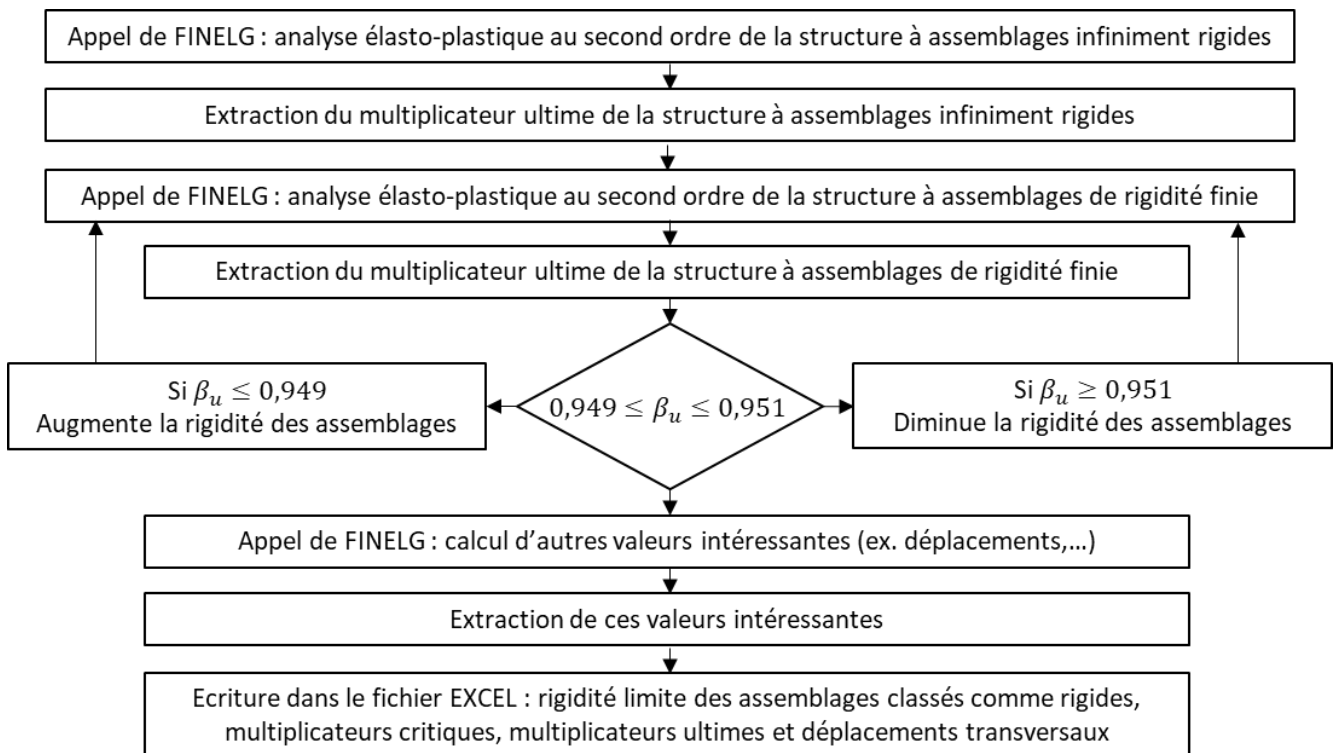 Appel de FINELG : analyse élasto-plastique au second ordre de la structure à assemblages infiniment rigides
Extraction du multiplicateur ultime de la structure à assemblages infiniment rigides
Appel de FINELG : analyse élasto-plastique au second ordre de la structure à assemblages de rigidité finie
Extraction du multiplicateur ultime de la structure à assemblages de rigidité finie
Si βᵤ ≤ 0,949
Augmente la rigidité des assemblages
0,949 ≤ βᵤ ≤ 0,951
Si βᵤ ≥ 0,951
Diminue la rigidité des assemblages
Appel de FINELG : calcul d’autres valeurs intéressantes (ex. déplacements,…)
Extraction de ces valeurs intéressantes
Ecriture dans le fichier EXCEL : rigidité limite des assemblages classés comme rigides,
multiplicateurs critiques, multiplicateurs ultimes et déplacements transversaux